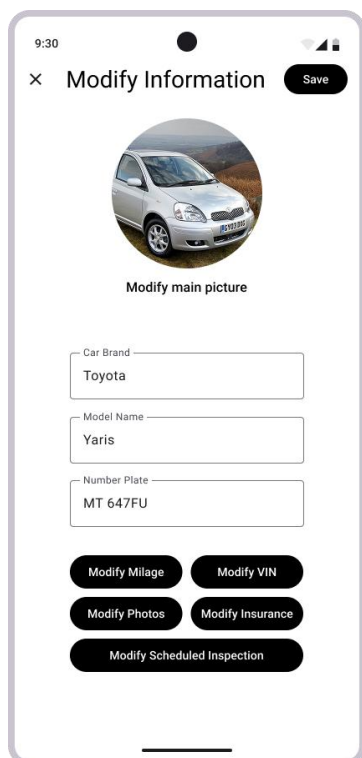 9:30
Modify Information
Save
Modify main picture
Car Brand
Toyota
Model Name
Yaris
Number Plate
MT 647FU
Modify Milage
Modify VIN
Modify Photos
Modify Insurance
Modify Scheduled Inspection